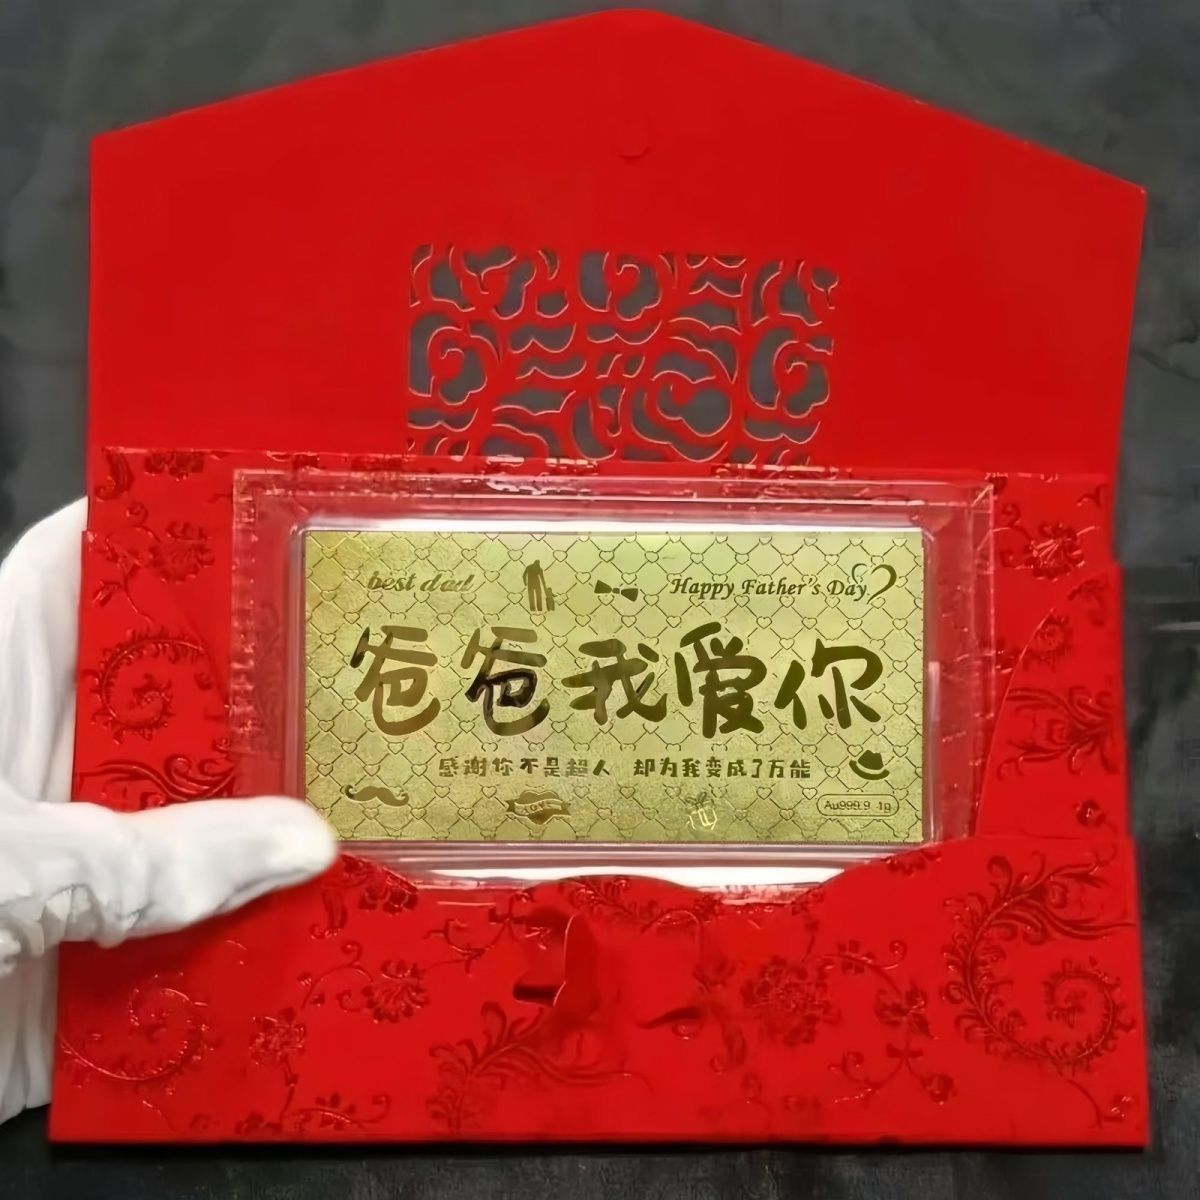 best dad
Happy Father's Day
爸爸我爱你
感谢你不是超人 却为我变成了万能
LOVE
Au999.9 1g